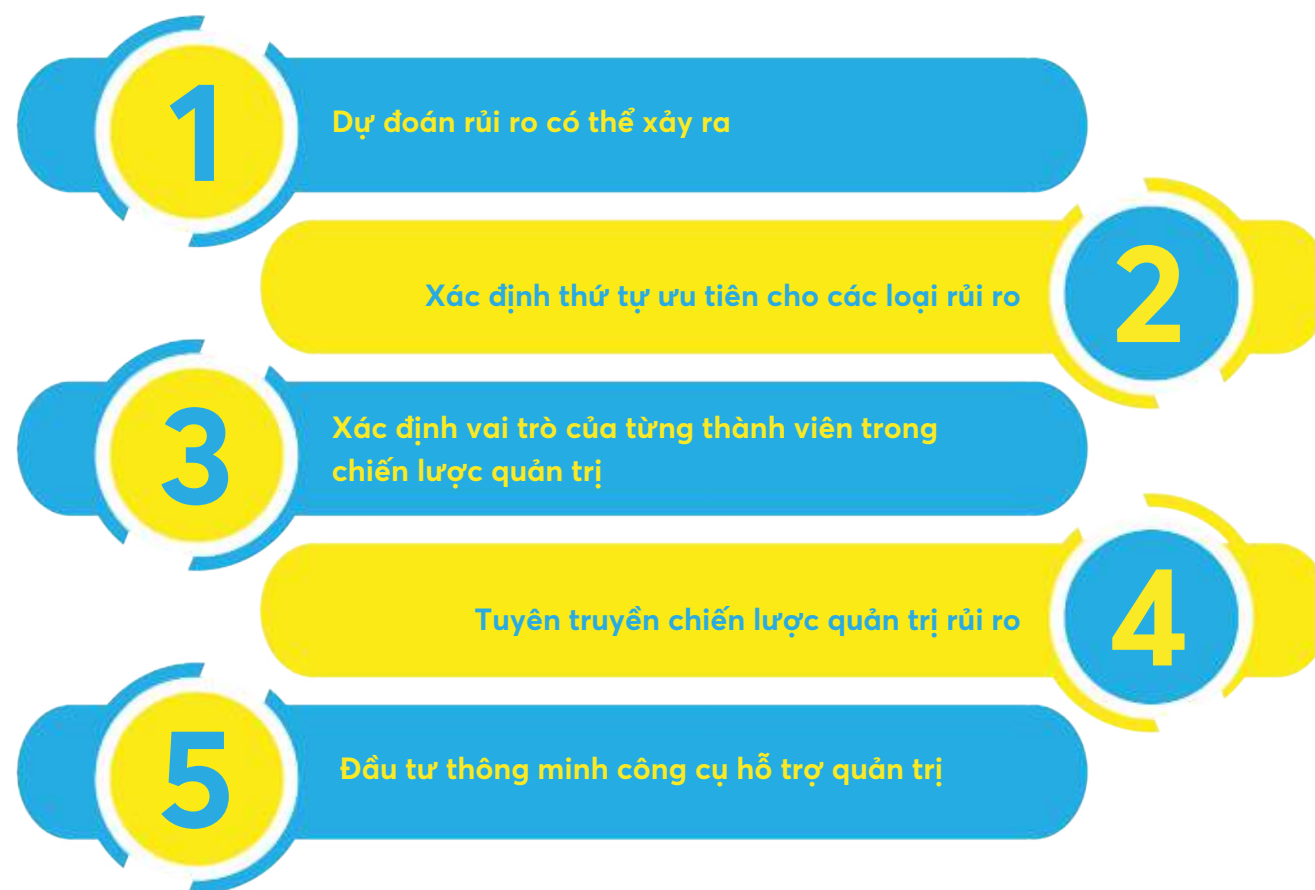 1
Dự đoán rủi ro có thể xảy ra
Xác định thứ tự ưu tiên cho các loại rủi ro
2
3
Xác định vai trò của từng thành viên trong
chiến lược quản trị
Tuyên truyền chiến lược quản trị rủi ro
4
5
Đầu tư thông minh công cụ hỗ trợ quản trị